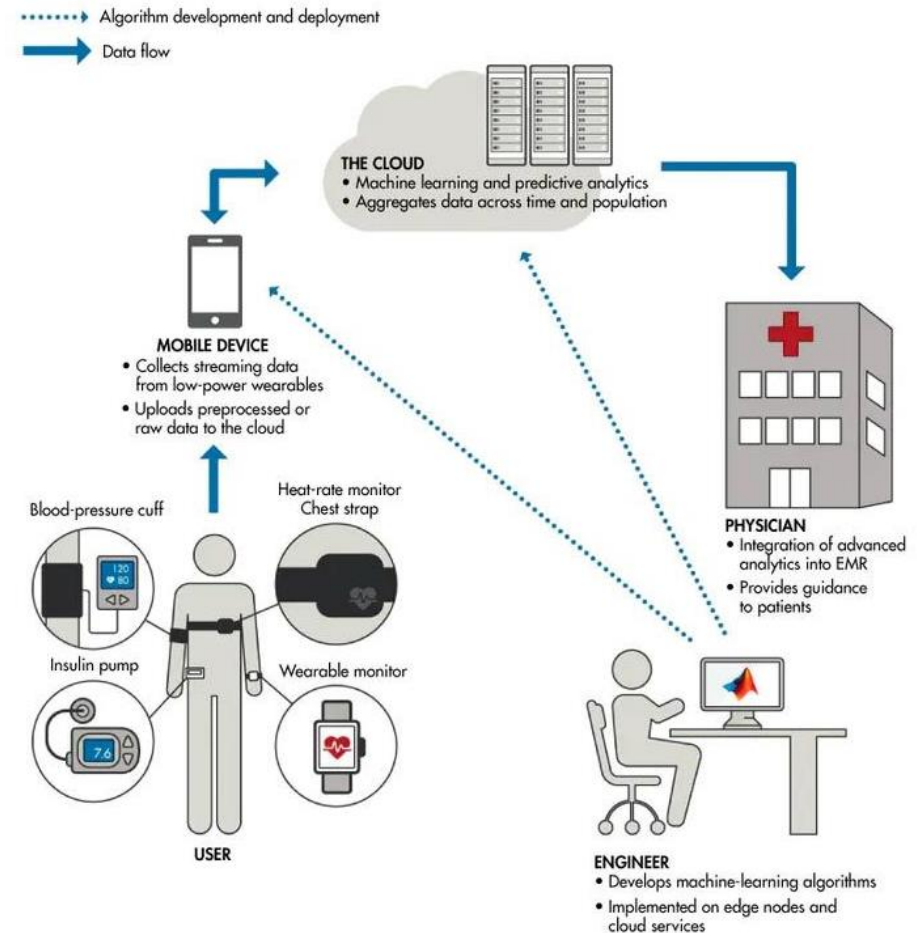 Algorithm development and deployment
Data flow
THE CLOUD
• Machine learning and predictive analytics
• Aggregates data across time and population
MOBILE DEVICE
• Collects streaming data
from low-power wearables
• Uploads preprocessed or
raw data to the cloud
Blood-pressure cuff
120
80
Heat-rate monitor
Chest strap
Insulin pump
7.6
Wearable monitor
USER
PHYSICIAN
• Integration of advanced
analytics into EMR
• Provides guidance
to patients
ENGINEER
• Develops machine-learning algorithms
• Implemented on edge nodes and
cloud services